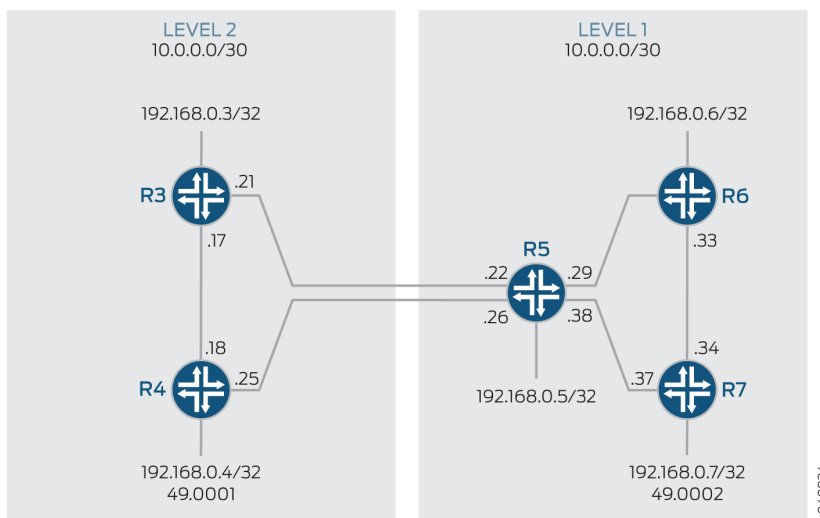 LEVEL 2
10.0.0.0/30
192.168.0.3/32
R3
.21
.17
.18
R4
.25
192.168.0.4/32
49.0001
LEVEL 1
10.0.0.0/30
192.168.0.6/32
R6
.33
R5
.22
.29
.26
.38
192.168.0.5/32
.34
.37
R7
192.168.0.7/32
49.0002